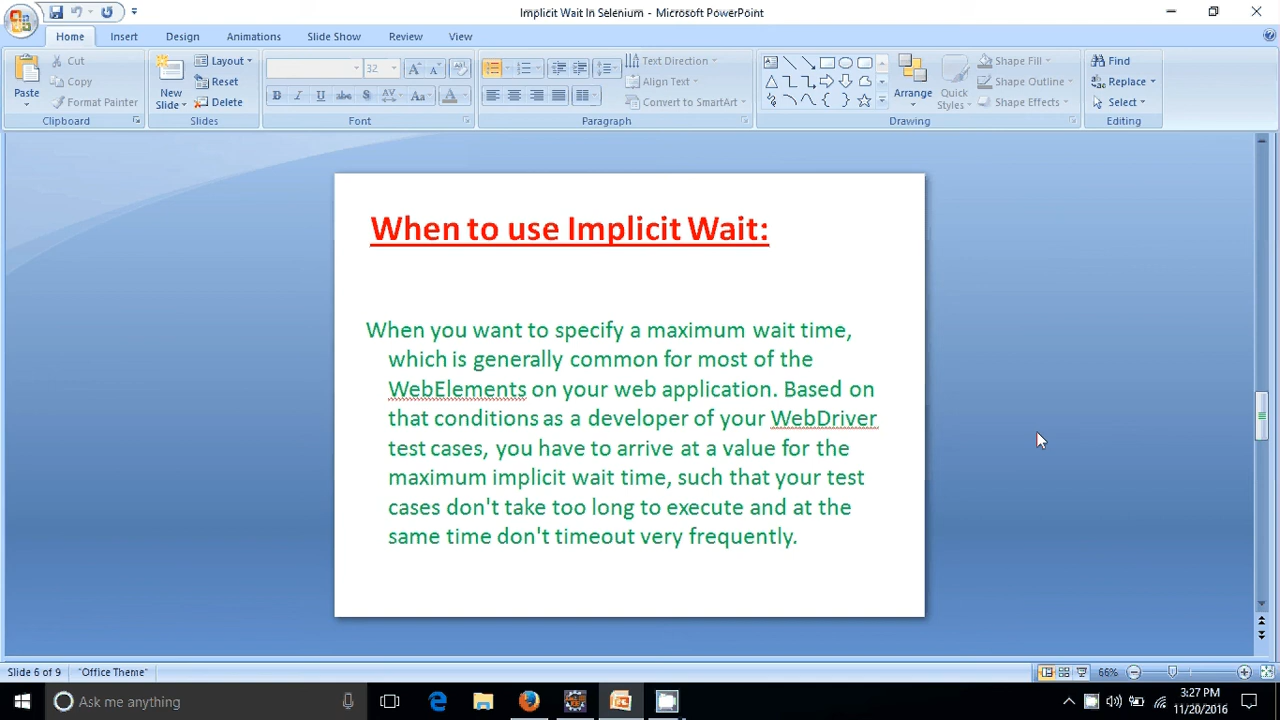 Implicit Wait In Selenium - Microsoft PowerPoint
Home Insert Design Animations Slide Show Review View
Paste
Cut
Copy
Format Painter
Clipboard
New Slide
Layout
Reset
Delete
Slides
32
B I U abc S AV Aa A
Font
Text Direction
Align Text
Convert to SmartArt
Paragraph
Arrange
Quick Styles
Shape Fill
Shape Outline
Shape Effects
Drawing
Find
Replace
Select
Editing
When to use Implicit Wait:
When you want to specify a maximum wait time,
which is generally common for most of the
WebElements on your web application. Based on
that conditions as a developer of your WebDriver
test cases, you have to arrive at a value for the
maximum implicit wait time, such that your test
cases don't take too long to execute and at the
same time don't timeout very frequently.
Slide 6 of 9 "Office Theme" 66%
Ask me anything
3:27 PM
11/20/2016